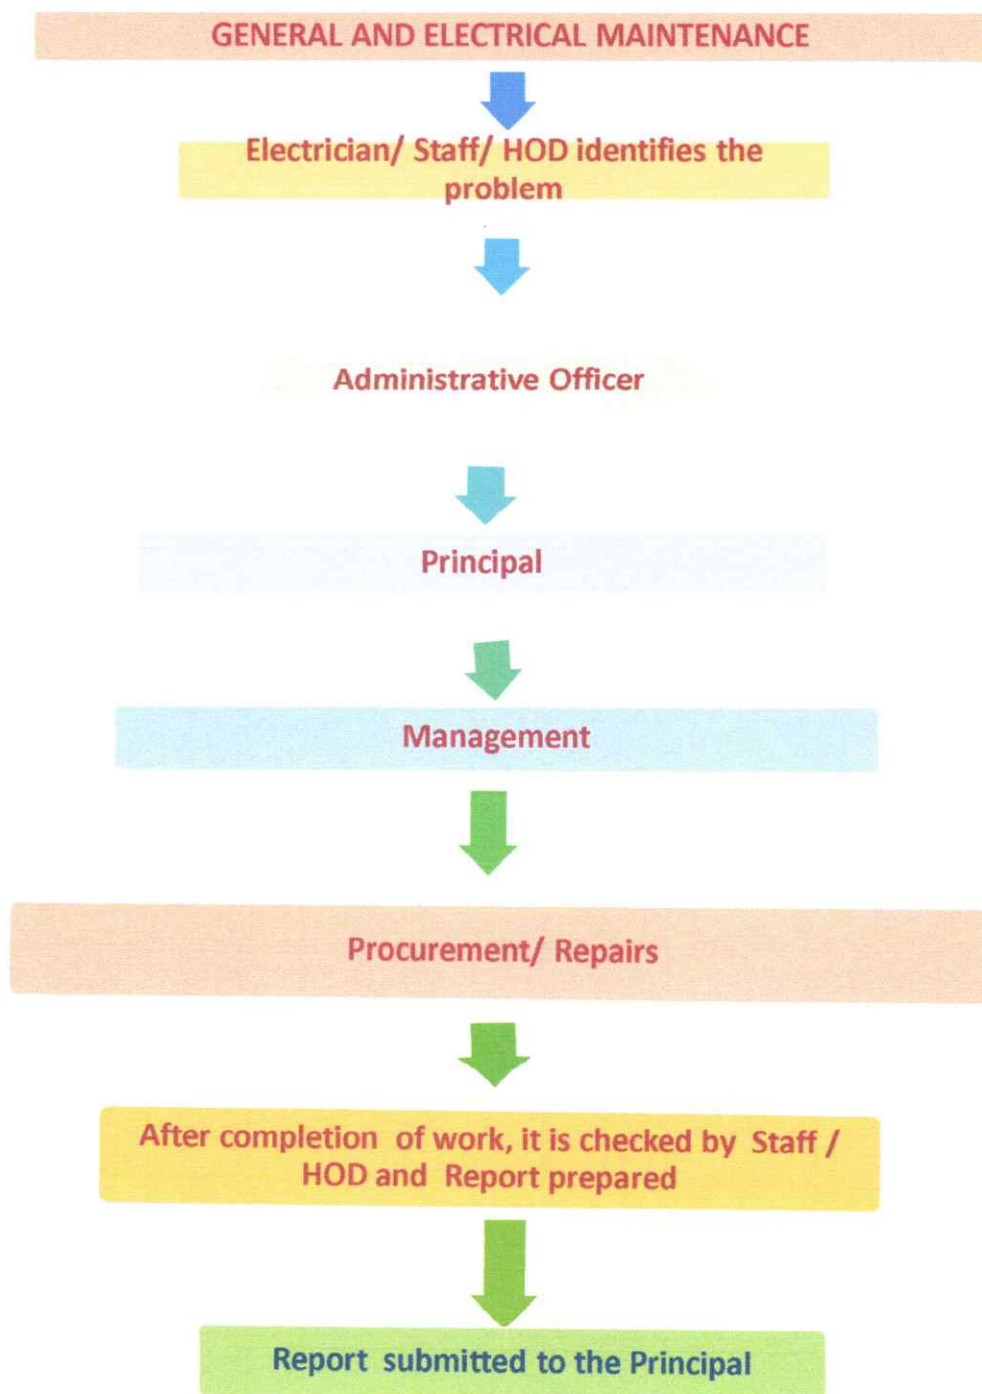 GENERAL AND ELECTRICAL MAINTENANCE
Electrician/ Staff/ HOD identifies the
problem
Administrative Officer
Principal
Management
Procurement/ Repairs
After completion of work, it is checked by Staff /
HOD and Report prepared
Report submitted to the Principal